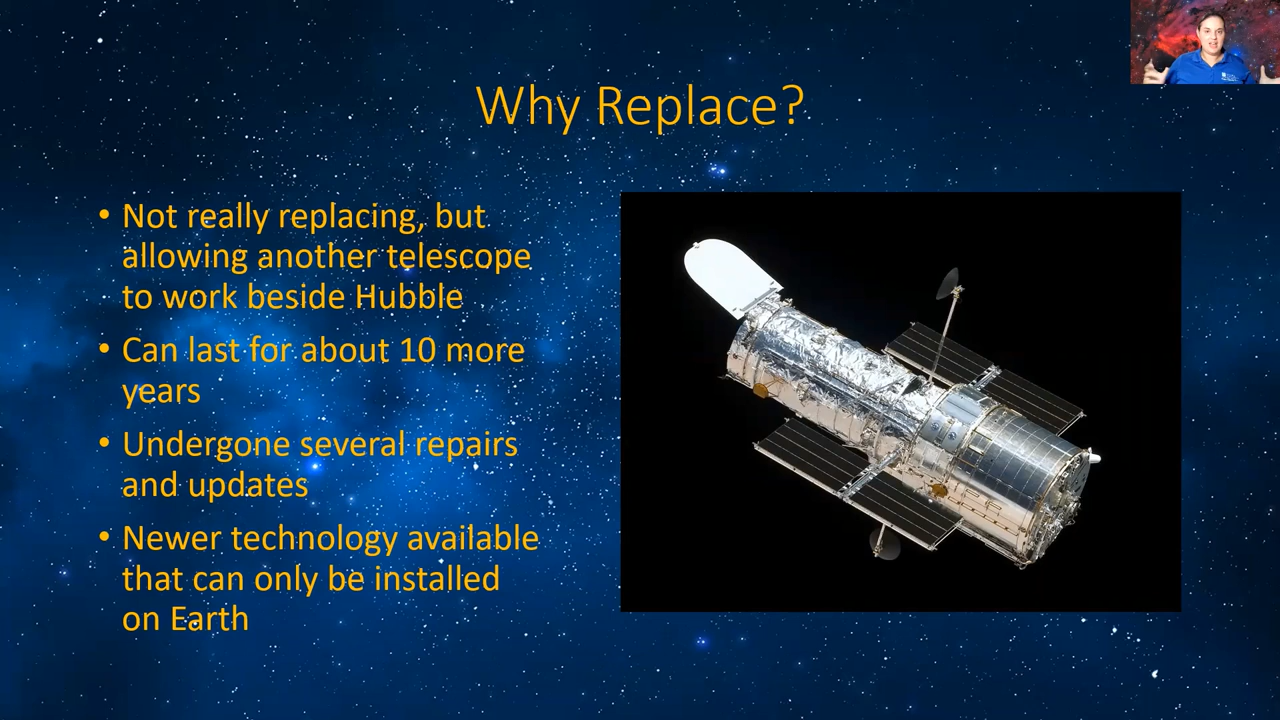 Why Replace?
• Not really replacing, but
allowing another telescope
to work beside Hubble
• Can last for about 10 more
years
• Undergone several repairs
and updates
• Newer technology available
that can only be installed
on Earth